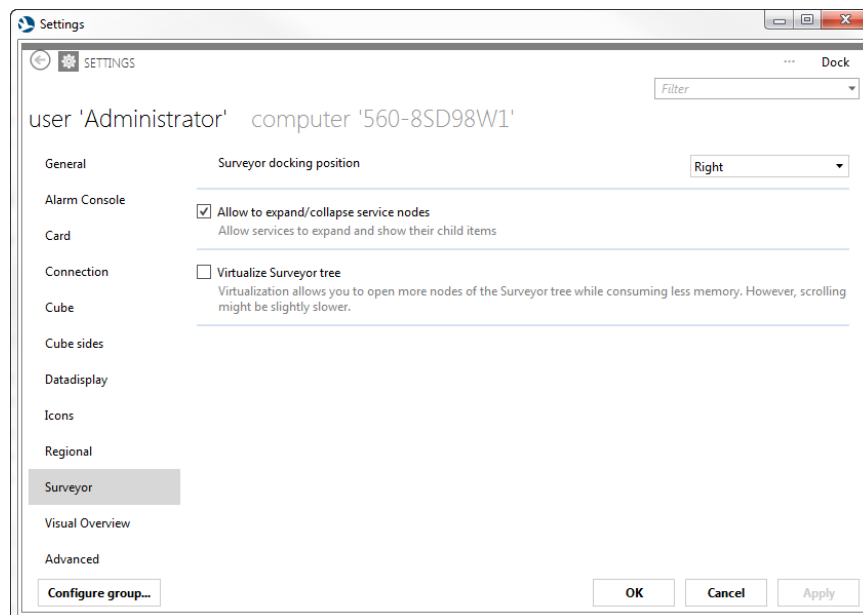 Settings
SETTINGS
... Dock
Filter
user 'Administrator' computer '560-8SD98W1'
General
Surveyor docking position
Right
Alarm Console
Allow to expand/collapse service nodes
Allow services to expand and show their child items
Card
Connection
Virtualize Surveyor tree
Virtualization allows you to open more nodes of the Surveyor tree while consuming less memory. However, scrolling
might be slightly slower.
Cube
Cube sides
Datadisplay
Icons
Regional
Surveyor
Visual Overview
Advanced
Configure group...
OK
Cancel
Apply